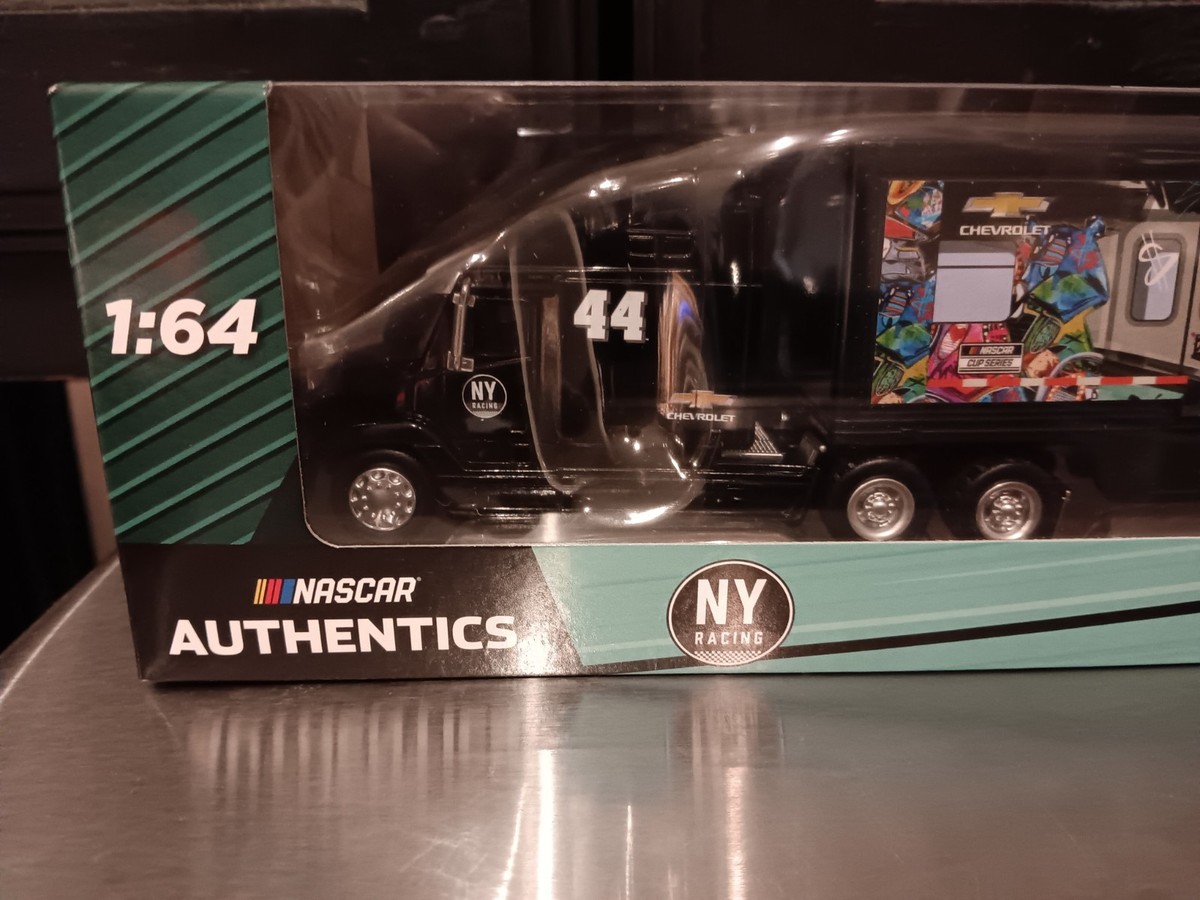 1:64
44
NY
RACING
CHEVROLET
CHEVROLET
NASCAR
CUP SERIES
NASCAR
AUTHENTICS
NY
RACING